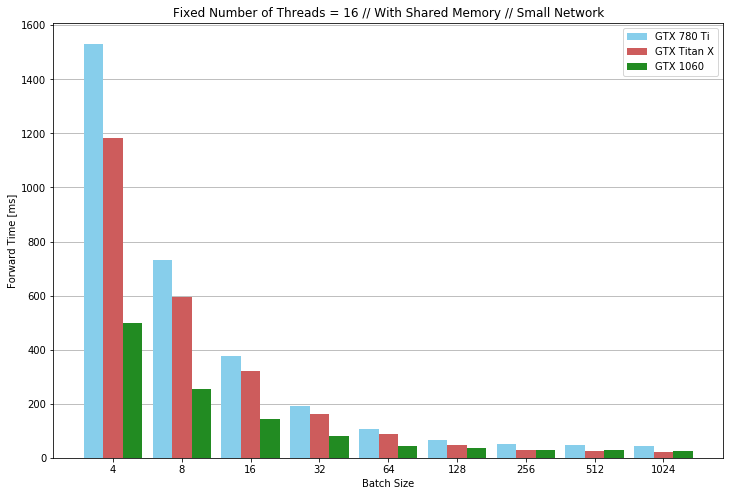 Fixed Number of Threads = 16 // With Shared Memory // Small Network
GTX 780 Ti
GTX Titan X
GTX 1060
1600
1400
1200
1000
800
600
400
200
0
Forward Time [ms]
4 8 16 32 64 128 256 512 1024
Batch Size